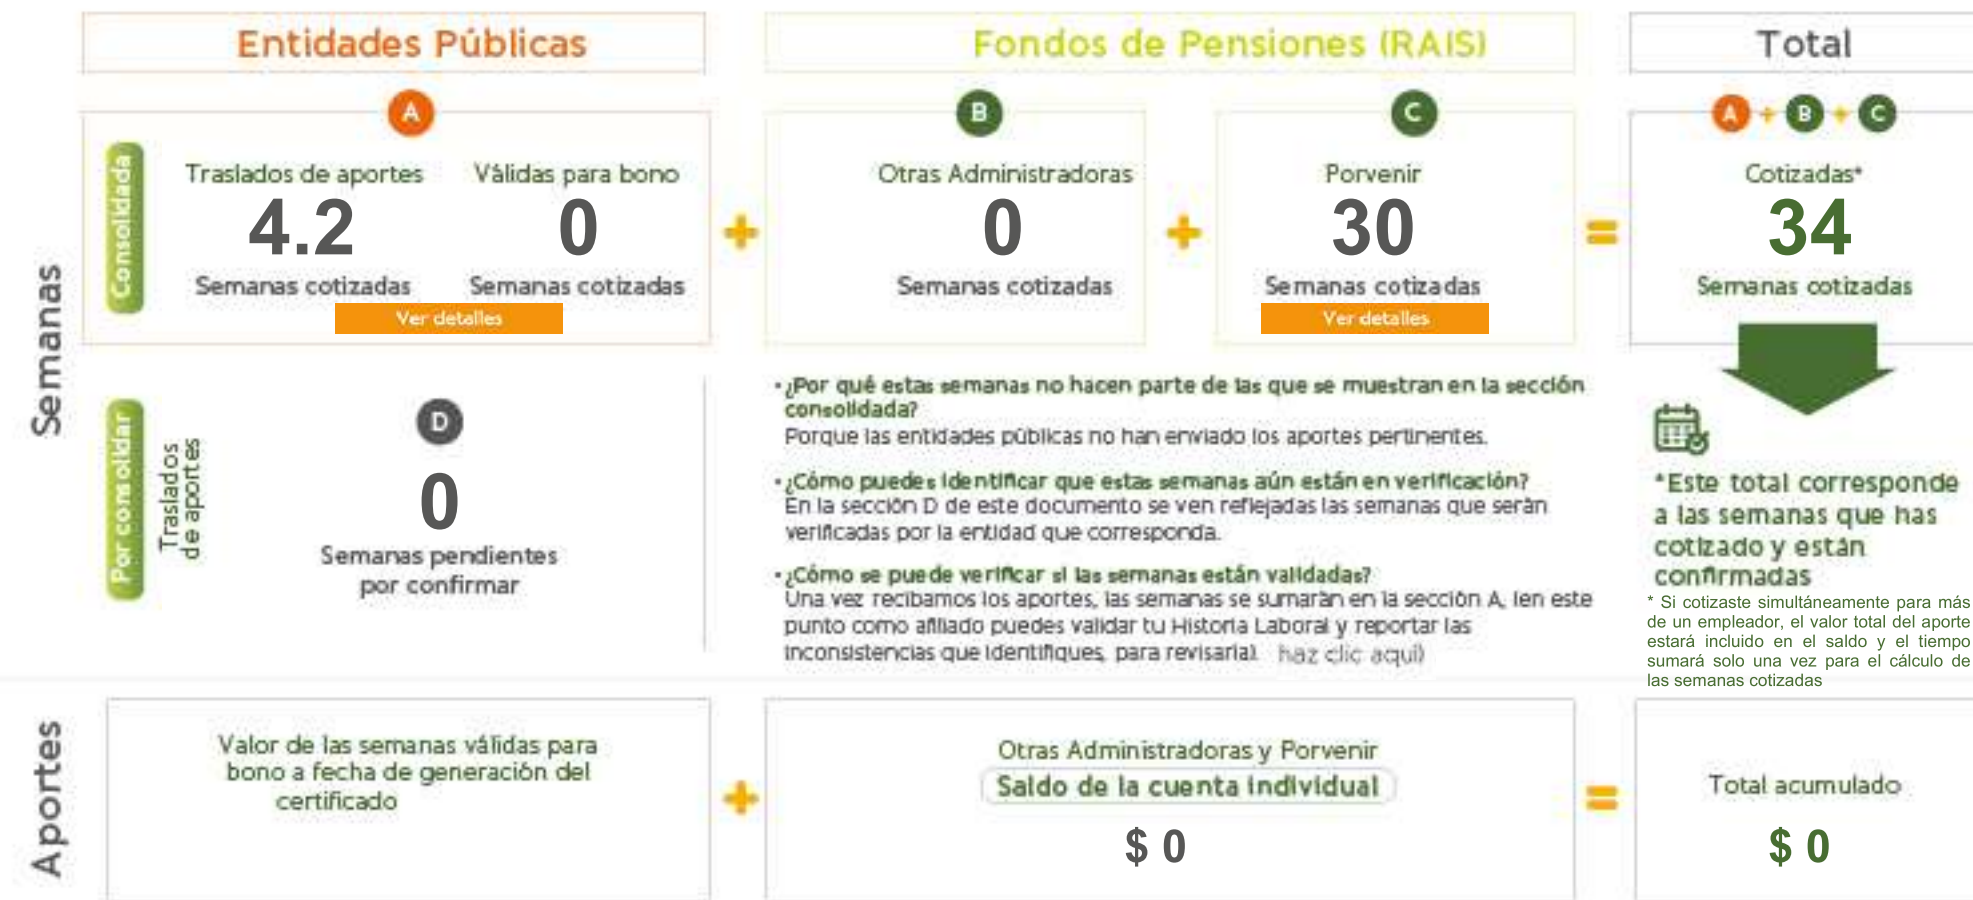 Entidades Públicas
Fondos de Pensiones (RAIS)
Total
A
B
C
A + B + C
Semanas
Consolidada
Traslados de aportes
4.2
Semanas cotizadas
Válidas para bono
0
Semanas cotizadas
Ver detalles
+
Otras Administradoras
0
Semanas cotizadas
+
Porvenir
30
Semanas cotizadas
Ver detalles
=
Cotizadas*
34
Semanas cotizadas
Por consolidar
Traslados
de aportes
D
0
Semanas pendientes
por confirmar
• ¿Por qué estas semanas no hacen parte de las que se muestran en la sección
consolidada?
Porque las entidades públicas no han enviado los aportes pertinentes.
• ¿Cómo puedes identificar que estas semanas aún están en verificación?
En la sección D de este documento se ven reflejadas las semanas que serán
verificadas por la entidad que corresponda.
• ¿Cómo se puede verificar si las semanas están validadas?
Una vez recibamos los aportes, las semanas se sumarán en la sección A, (en este
punto como afiliado puedes validar tu Historia Laboral y reportar las
inconsistencias que identifiques, para revisarla). haz clic aquí)
*Este total corresponde
a las semanas que has
cotizado y están
confirmadas
* Si cotizaste simultáneamente para más
de un empleador, el valor total del aporte
estará incluido en el saldo y el tiempo
sumará solo una vez para el cálculo de
las semanas cotizadas
Aportes
Valor de las semanas válidas para
bono a fecha de generación del
certificado
+
Otras Administradoras y Porvenir
Saldo de la cuenta individual
$ 0
=
Total acumulado
$ 0